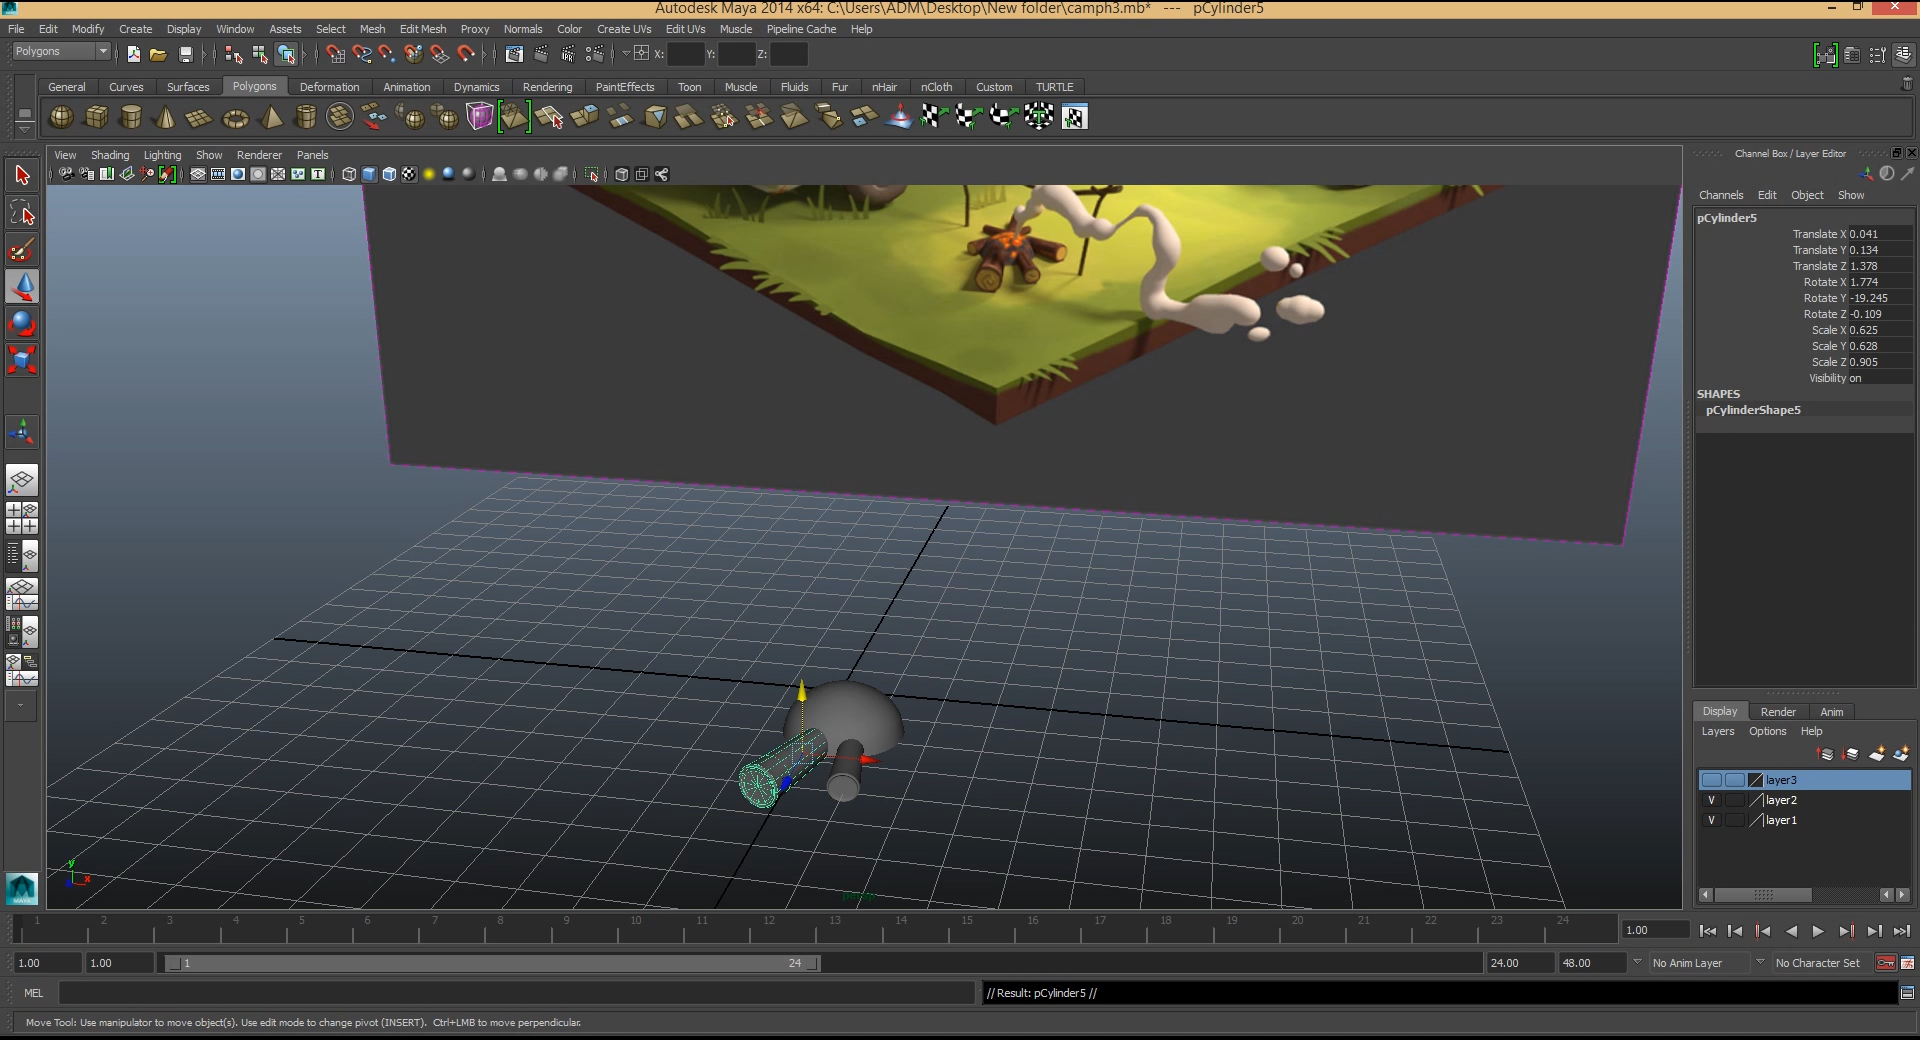 Autodesk Maya 2014 x64: C:\Users\ADM\Desktop\New folder\camph3.mb*   ---   pCylinder5
File Edit Modify Create Display Window Assets Select Mesh Edit Mesh Proxy Normals Color Create UVs Edit UVs Muscle Pipeline Cache Help
Polygons X: Y: Z:
General Curves Surfaces Polygons Deformation Animation Dynamics Rendering PaintEffects Toon Muscle Fluids Fur nHair nCloth Custom TURTLE
View Shading Lighting Show Renderer Panels
Channel Box / Layer Editor
Channels Edit Object Show
pCylinder5
Translate X 0.041
Translate Y 0.134
Translate Z 1.378
Rotate X 1.774
Rotate Y -19.245
Rotate Z -0.109
Scale X 0.625
Scale Y 0.628
Scale Z 0.905
Visibility on
SHAPES
pCylinderShape5
Display Render Anim
Layers Options Help
layer3
V layer2
V layer1
y
x
persp
1 2 3 4 5 6 7 8 9 10 11 12 13 14 15 16 17 18 19 20 21 22 23 24 1.00
1.00 1.00 1 24 24.00 48.00 No Anim Layer No Character Set
MEL // Result: pCylinder5 //
Move Tool: Use manipulator to move object(s). Use edit mode to change pivot (INSERT).  Ctrl+LMB to move perpendicular.